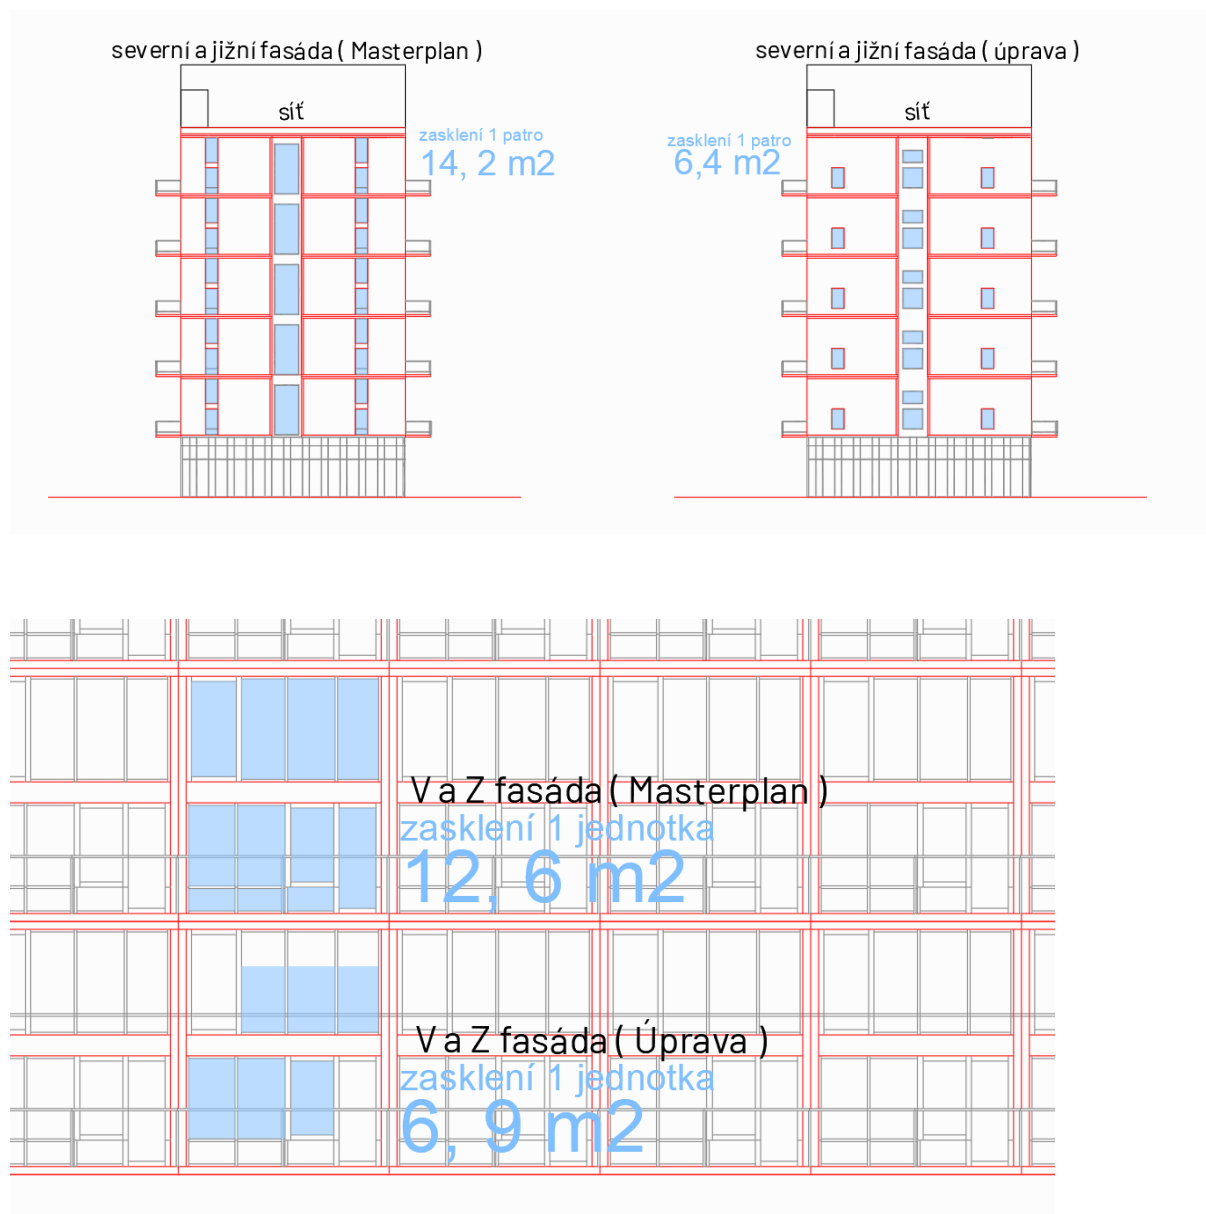 severní a jižní fasáda ( Masterplan )
severní a jižní fasáda ( úprava )
síť
síť
zasklení 1 patro
14, 2 m2
zasklení 1 patro
6,4 m2
V a Z fasáda ( Masterplan )
zasklení 1 jednotka
12, 6 m2
V a Z fasáda ( Úprava )
zasklení 1 jednotka
6, 9 m2